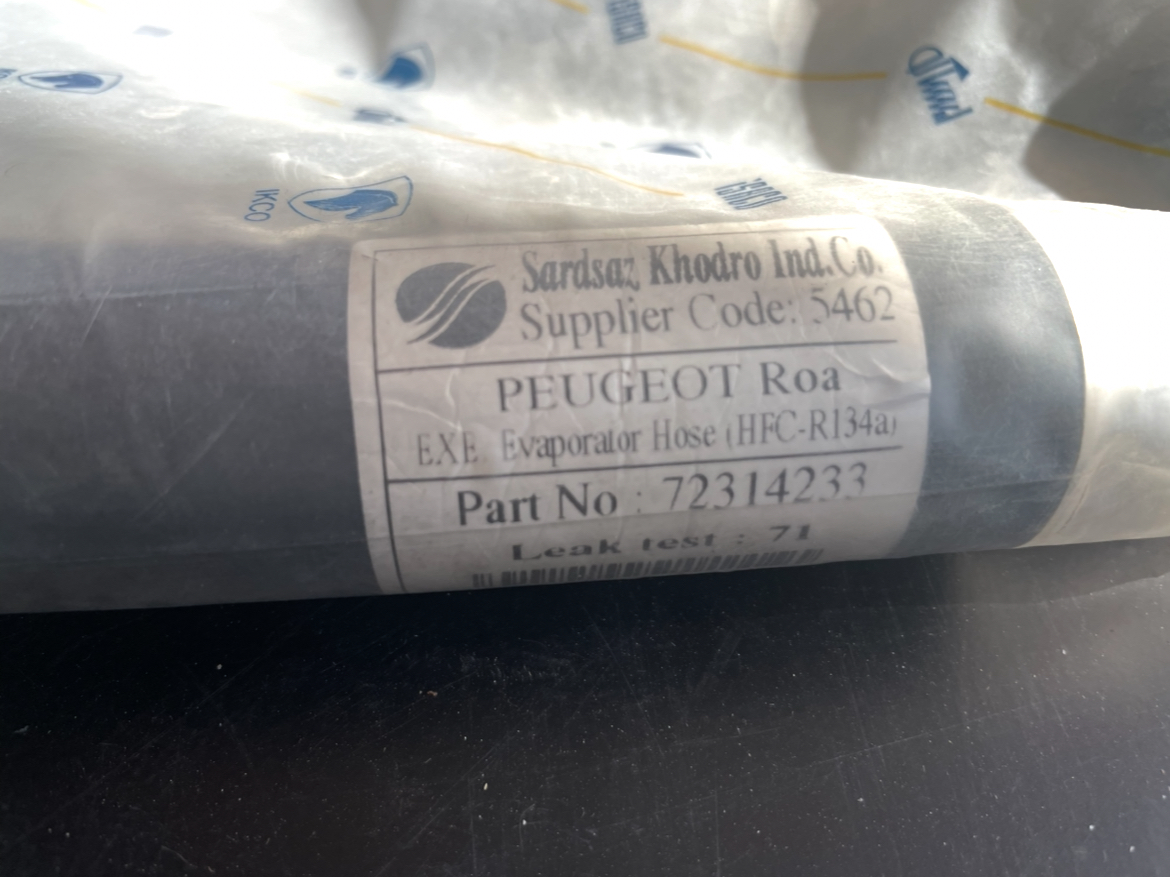 IKCO
ISACO
Sardsaz Khodro Ind.Co.
Supplier Code: 5462
PEUGEOT Roa
EXE. Evaporator Hose (HFC-R134a)
Part No : 72314233
Leak test : 71